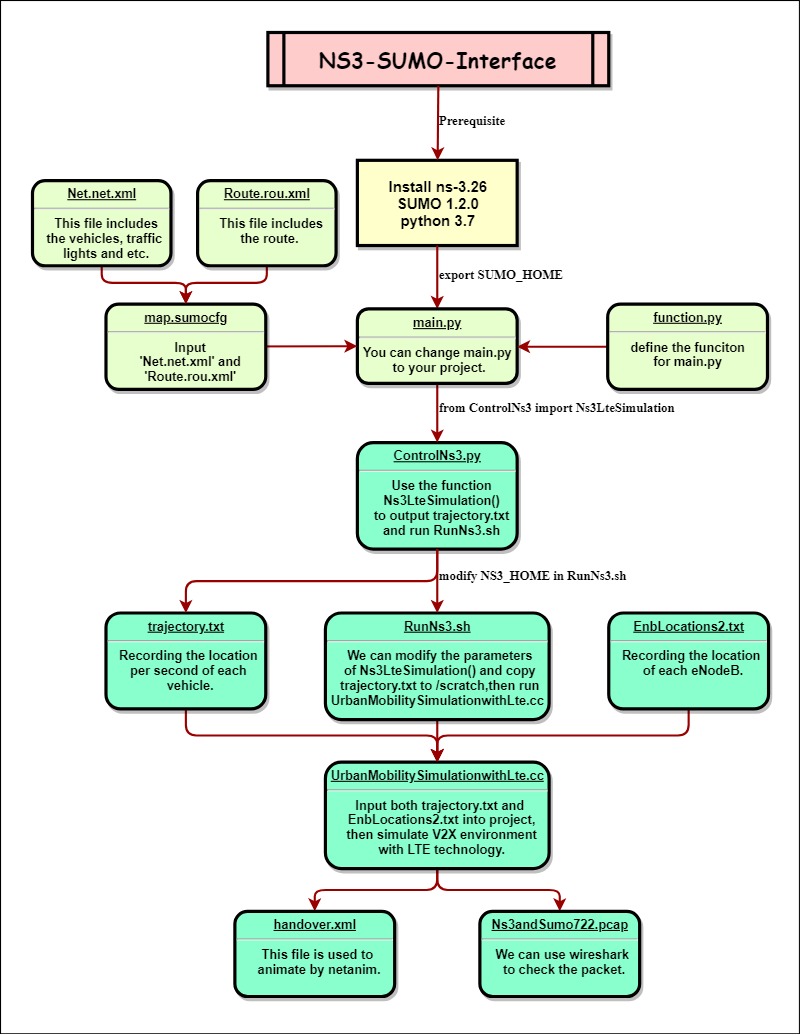 NS3-SUMO-Interface
Prerequisite
Install ns-3.26
SUMO 1.2.0
python 3.7
Net.net.xml
This file includes
the vehicles, traffic
lights and etc.
Route.rou.xml
This file includes
the route.
export SUMO_HOME
map.sumocfg
Input
'Net.net.xml' and
'Route.rou.xml'
main.py
You can change main.py
to your project.
function.py
define the funciton
for main.py
from ControlNs3 import Ns3LteSimulation
ControlNs3.py
Use the function
Ns3LteSimulation()
to output trajectory.txt
and run RunNs3.sh
modify NS3_HOME in RunNs3.sh
trajectory.txt
Recording the location
per second of each
vehicle.
RunNs3.sh
We can modify the parameters
of Ns3LteSimulation() and copy
trajectory.txt to /scratch,then run
UrbanMobilitySimulationwithLte.cc
EnbLocations2.txt
Recording the location
of each eNodeB.
UrbanMobilitySimulationwithLte.cc
Input both trajectory.txt and
EnbLocations2.txt into project,
then simulate V2X environment
with LTE technology.
handover.xml
This file is used to
animate by netanim.
Ns3andSumo722.pcap
We can use wireshark
to check the packet.